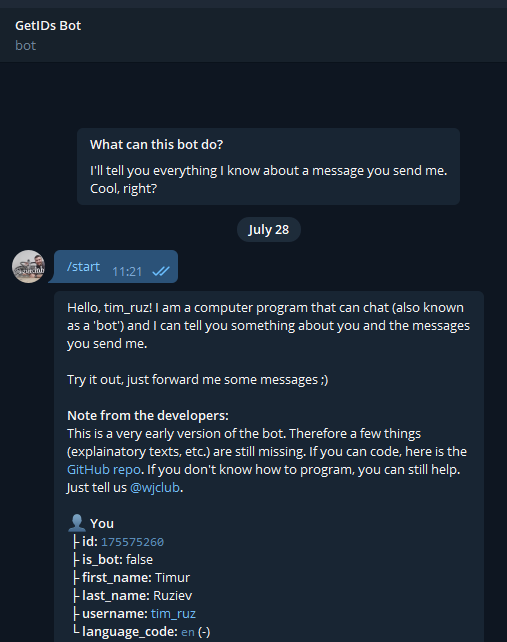 GetIDs Bot
bot
What can this bot do?
I'll tell you everything I know about a message you send me.
Cool, right?
July 28
/start 11:21
Hello, tim_ruz! I am a computer program that can chat (also known
as a 'bot') and I can tell you something about you and the messages
you send me.
Try it out, just forward me some messages ;)
Note from the developers:
This is a very early version of the bot. Therefore a few things
(explainatory texts, etc.) are still missing. If you can code, here is the
GitHub repo. If you don't know how to program, you can still help.
Just tell us @wjclub.
👤 You
├ id: 175575260
├ is_bot: false
├ first_name: Timur
├ last_name: Ruziev
├ username: tim_ruz
└ language_code: en (-)